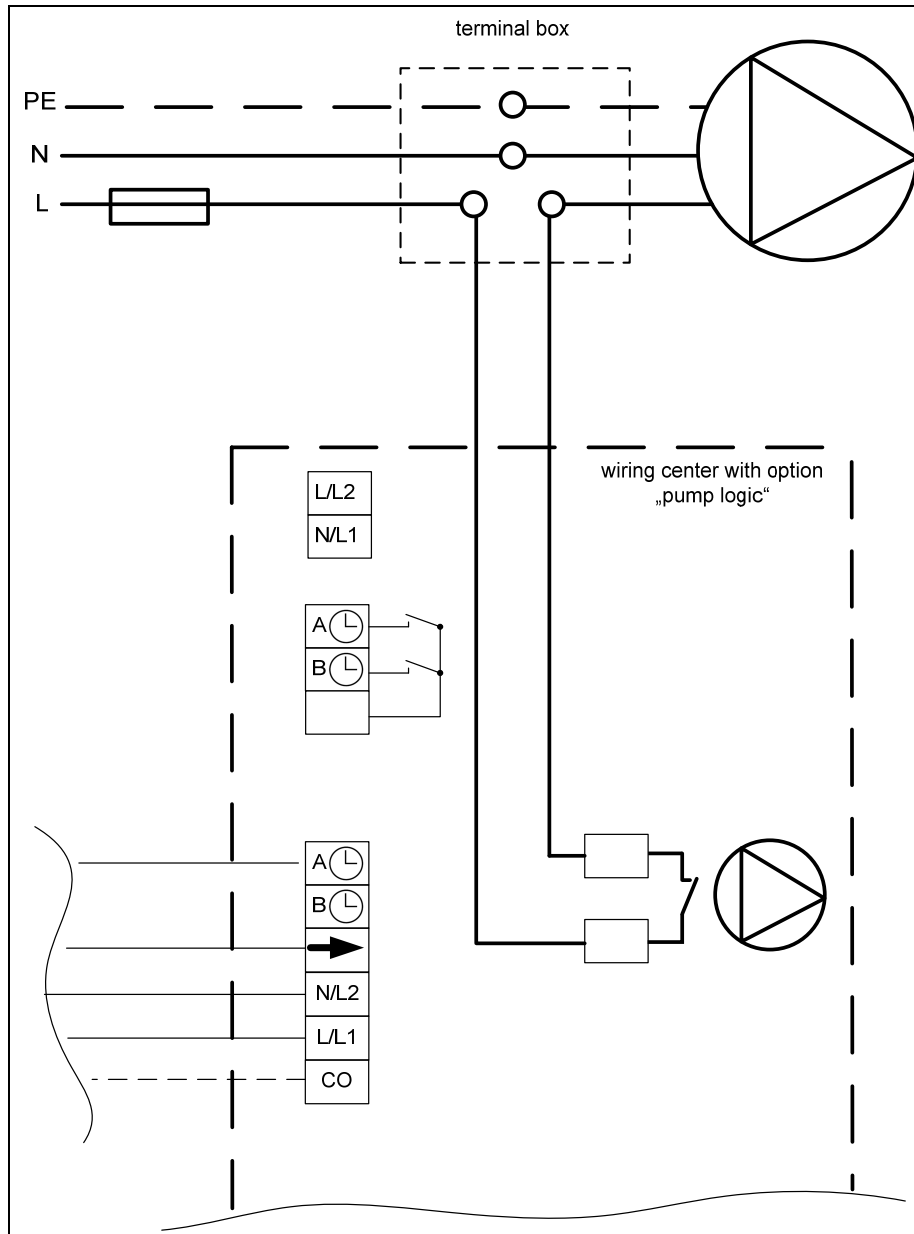 terminal box
PE
N
L
wiring center with option
„pump logic“
L/L2
N/L1
A
B
A
B
N/L2
L/L1
CO